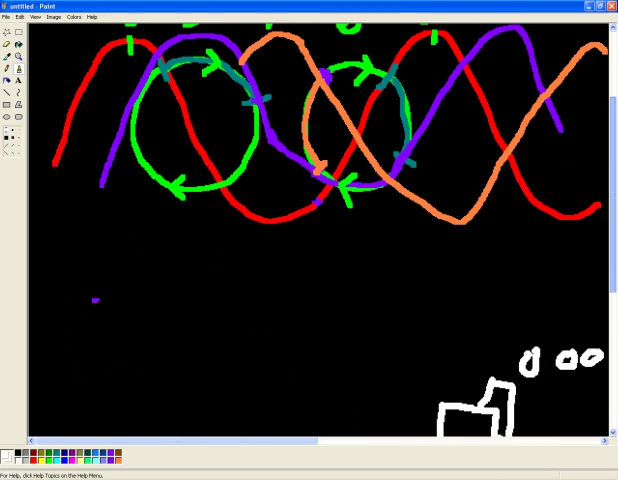 untitled - Paint
File Edit View Image Colors Help
A
For Help, click Help Topics on the Help Menu.